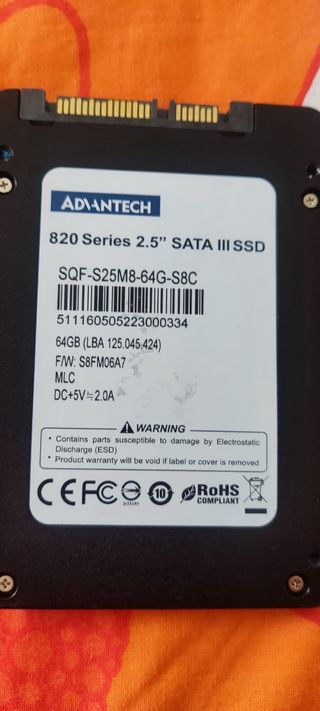 ADVANTECH
820 Series 2.5” SATA III SSD
SQF-S25M8-64G-S8C
511160505223000334
64GB (LBA 125.045.424)
F/W: S8FM06A7
MLC
DC+5V⎓2.0A
WARNING
• Contains parts susceptible to damage by Electrostatic
Discharge (ESD)
• Product warranty will be void if label or cover is removed
CE FC 10 RoHS
COMPLIANT